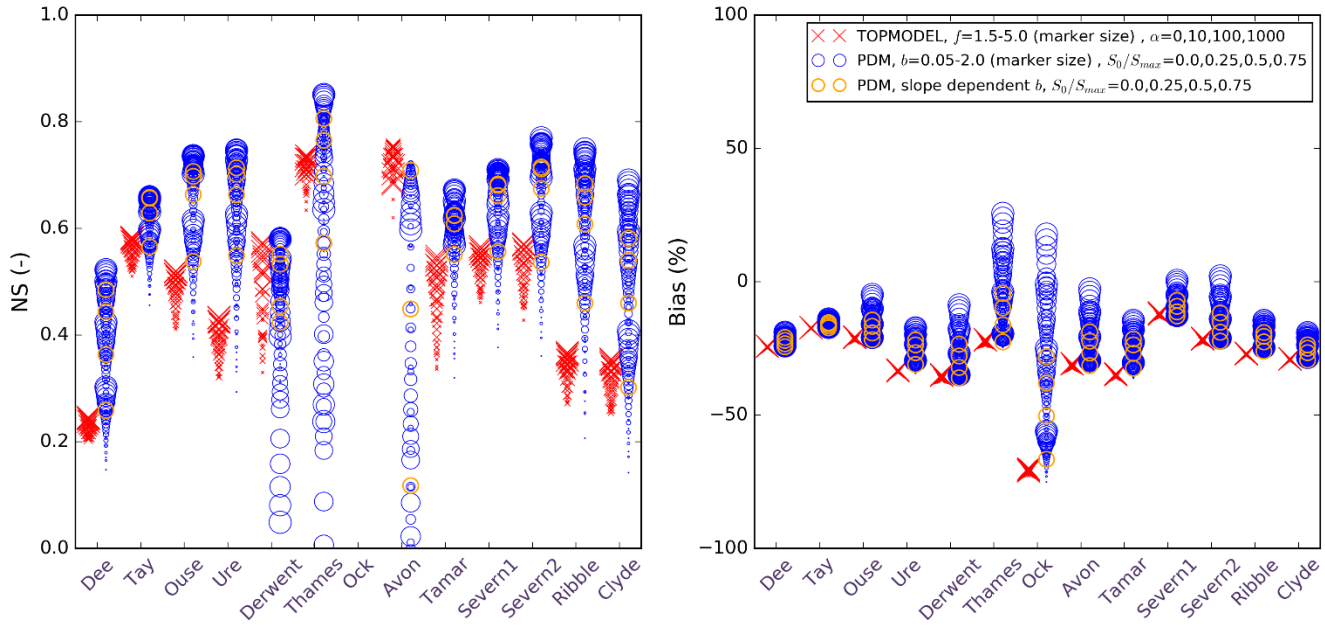 1.0
0.8
0.6
0.4
0.2
0.0
NS (-)
Dee
Tay
Ouse
Ure
Derwent
Thames
Ock
Avon
Tamar
Severn1
Severn2
Ribble
Clyde
100
50
0
−50
−100
Bias (%)
TOPMODEL, f=1.5-5.0 (marker size) , α=0,10,100,1000
PDM, b=0.05-2.0 (marker size) , S₀/Sₘₐₓ=0.0,0.25,0.5,0.75
PDM, slope dependent b, S₀/Sₘₐₓ=0.0,0.25,0.5,0.75
Dee
Tay
Ouse
Ure
Derwent
Thames
Ock
Avon
Tamar
Severn1
Severn2
Ribble
Clyde